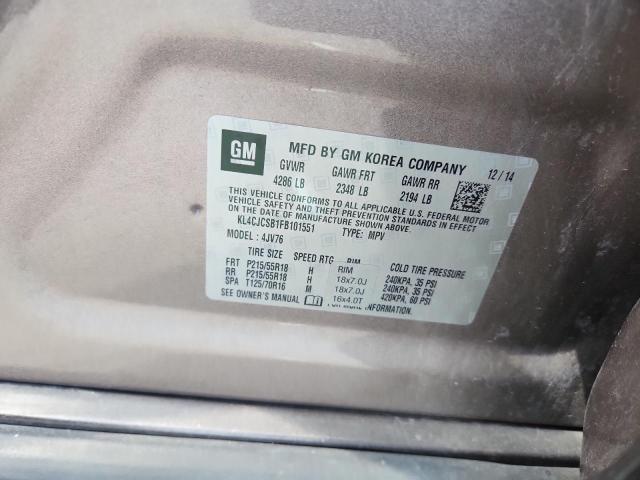 GM
MFD BY GM KOREA COMPANY 12/14
GVWR GAWR FRT GAWR RR
4286 LB 2348 LB 2194 LB
THIS VEHICLE CONFORMS TO ALL APPLICABLE U.S. FEDERAL MOTOR
VEHICLE SAFETY AND THEFT PREVENTION STANDARDS IN EFFECT
ON THE DATE OF MANUFACTURE SHOWN ABOVE.
KL4CJCSB1FB101551 TYPE: MPV
MODEL: 4JV76
TIRE SIZE SPEED RTG RIM COLD TIRE PRESSURE
FRT P215/55R18 H RIM 240KPA, 35 PSI
RR P215/55R18 H 18x7.0J 240KPA, 35 PSI
SPA T125/70R16 M 18x7.0J 420KPA, 60 PSI
SEE OWNER'S MANUAL 16x4.0T
FOR MORE INFORMATION